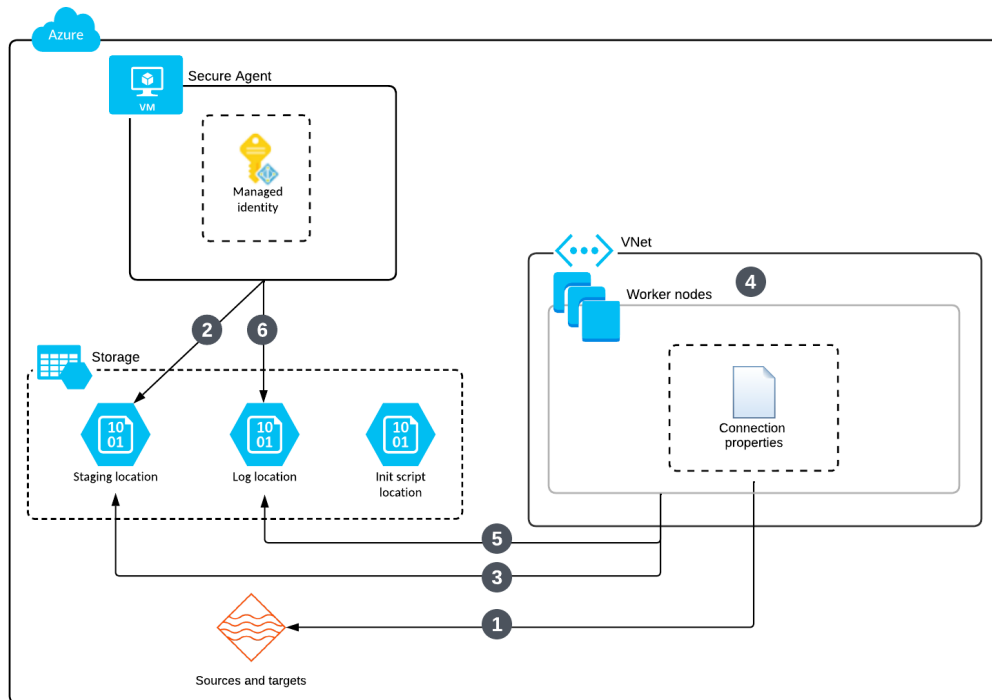 Azure
Secure Agent
VM
Managed
identity
VNet
4
Worker nodes
2
6
Storage
Connection
properties
10
01
10
01
10
01
Staging location
Log location
Init script
location
5
3
1
Sources and targets